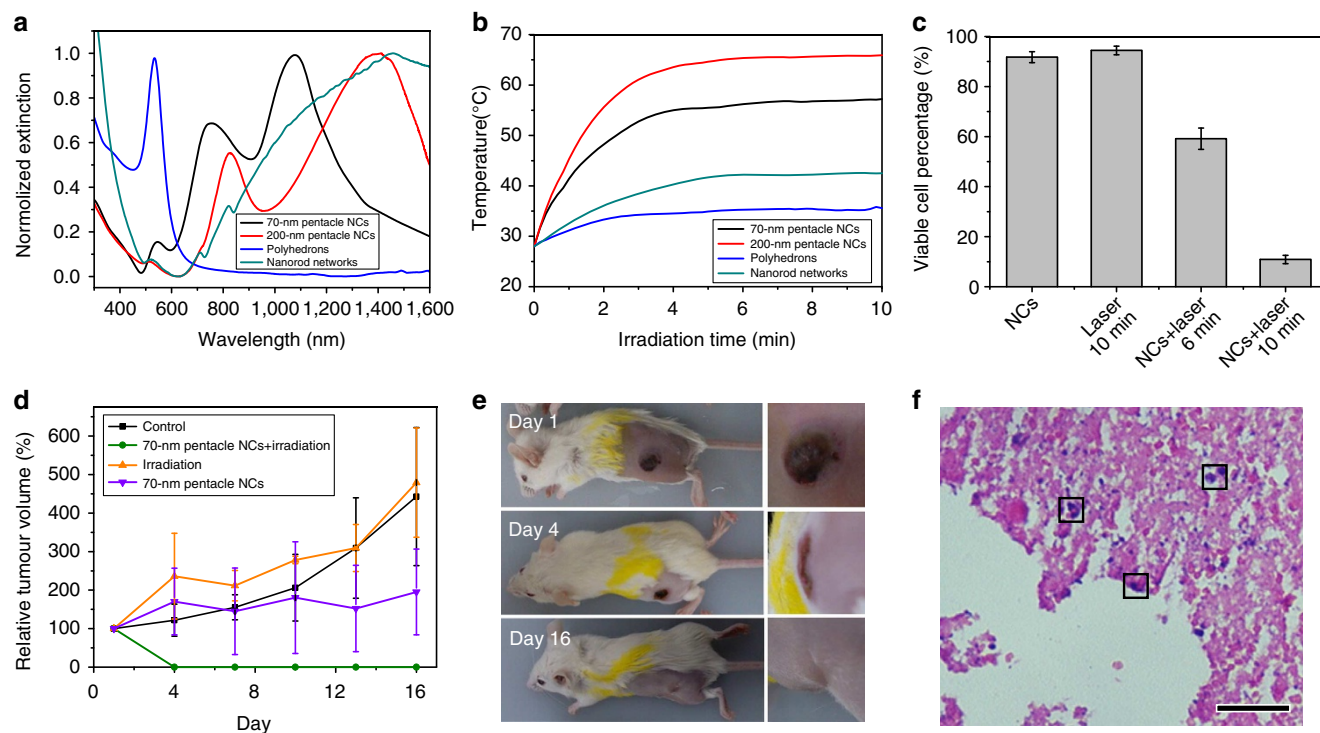 a
1.0
0.8
0.6
0.4
0.2
0.0
Normalized extinction
70-nm pentacle NCs
200-nm pentacle NCs
Polyhedrons
Nanorod networks
400 600 800 1,000 1,200 1,400 1,600
Wavelength (nm)
b
70
60
50
40
30
20
Temperature(°C)
70-nm pentacle NCs
200-nm pentacle NCs
Polyhedrons
Nanorod networks
0 2 4 6 8 10
Irradiation time (min)
c
100
80
60
40
20
0
Viable cell percentage (%)
NCs
Laser
10 min
NCs+laser
6 min
NCs+laser
10 min
d
600
500
400
300
200
100
0
Relative tumour volume (%)
Control
70-nm pentacle NCs+irradiation
Irradiation
70-nm pentacle NCs
0 4 8 12 16
Day
e
Day 1
Day 4
Day 16
f